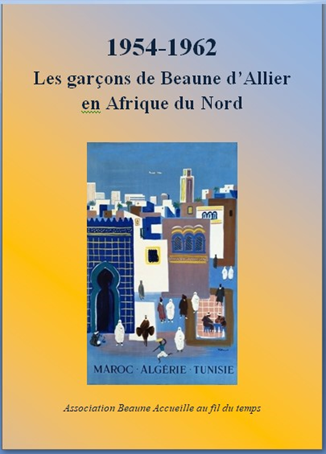 1954-1962
Les garçons de Beaune d'Allier
en Afrique du Nord
MAROC · ALGÉRIE · TUNISIE
Association Beaune Accueille au fil du temps